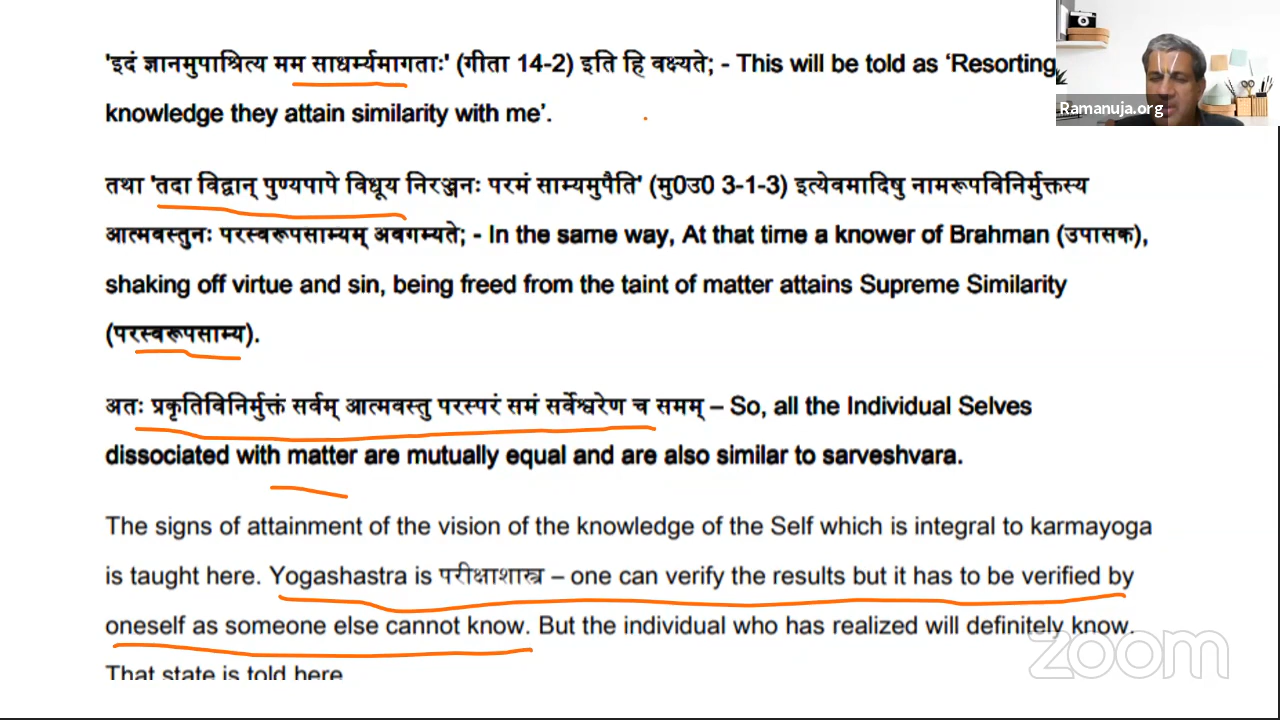 'इदं ज्ञानमुपाश्रित्य मम साधर्म्यमागताः' (गीता 14-2) इति हि वक्ष्यते; - This will be told as ‘Resorting
knowledge they attain similarity with me’.
तथा 'तदा विद्वान् पुण्यपापे विधूय निरञ्जनः परमं साम्यमुपैति' (मु0उ0 3-1-3) इत्येवमादिषु नामरूपविनिर्मुक्तस्य
आत्मवस्तुनः परस्वरूपसाम्यम् अवगम्यते; - In the same way, At that time a knower of Brahman (उपासक),
shaking off virtue and sin, being freed from the taint of matter attains Supreme Similarity
(परस्वरूपसाम्य).
अतः प्रकृतिविनिर्मुक्तं सर्वम् आत्मवस्तु परस्परं समं सर्वेश्वरेण च समम् – So, all the Individual Selves
dissociated with matter are mutually equal and are also similar to sarveshvara.
The signs of attainment of the vision of the knowledge of the Self which is integral to karmayoga
is taught here. Yogashastra is परीक्षाशास्त्र – one can verify the results but it has to be verified by
oneself as someone else cannot know. But the individual who has realized will definitely know.
That state is told here
Ramanuja.org
zoom